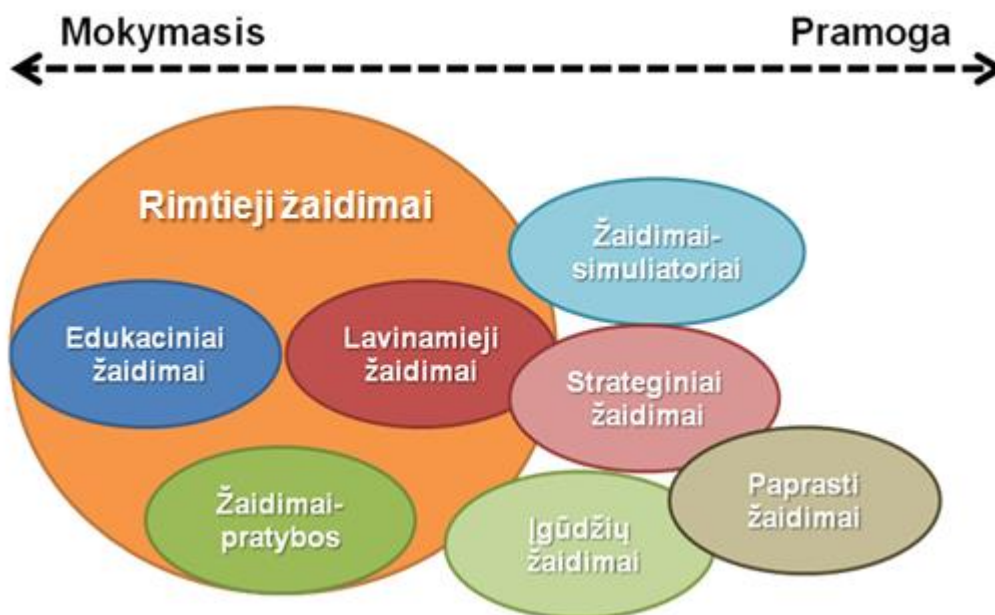 Mokymasis
Pramoga
Rimtieji žaidimai
Žaidimai-
simuliatoriai
Edukaciniai
žaidimai
Lavinamieji
žaidimai
Strateginiai
žaidimai
Žaidimai-
pratybos
Įgūdžių
žaidimai
Paprasti
žaidimai